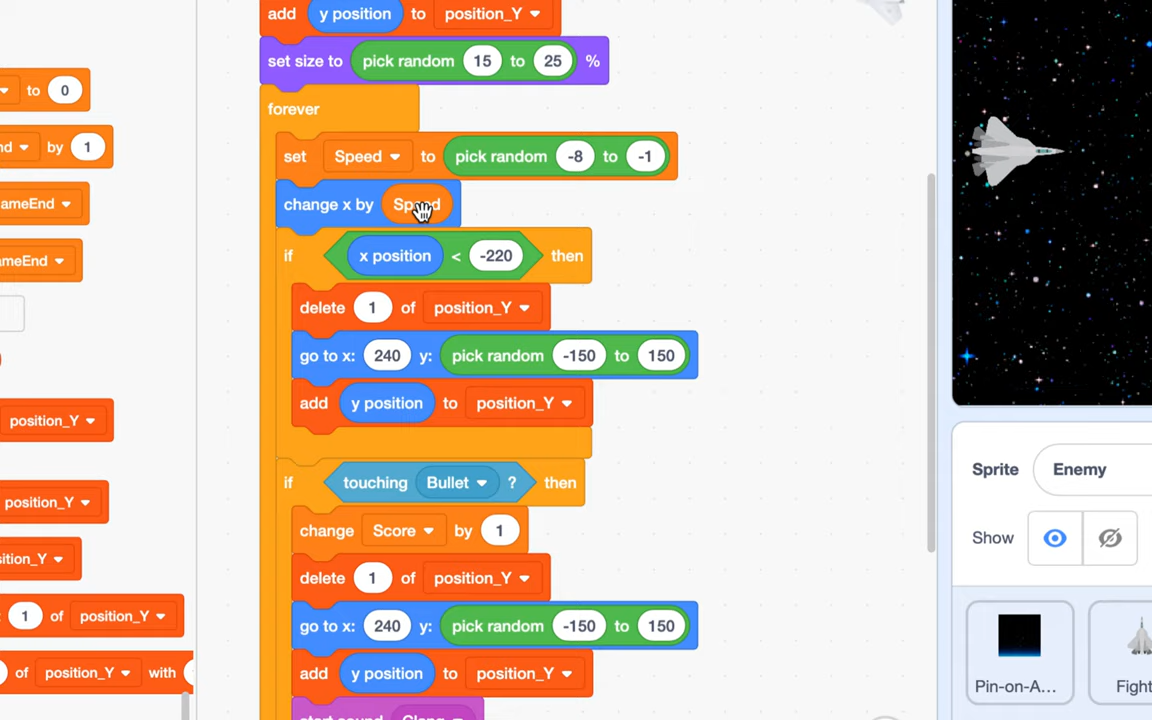 add y position to position_Y
set size to pick random 15 to 25 %
forever
to 0
set Speed to pick random -8 to -1
by 1
change x by
ameEnd
if x position < -220 then
ameEnd
delete 1 of position_Y
go to x: 240 y: pick random -150 to 150
add y position to position_Y
position_Y
Sprite Enemy
if touching Bullet ? then
position_Y
change Score by 1
Show
delete 1 of position_Y
1 of position_Y
go to x: 240 y: pick random -150 to 150
add y position to position_Y
of position_Y with
Pin-on-A... Fight